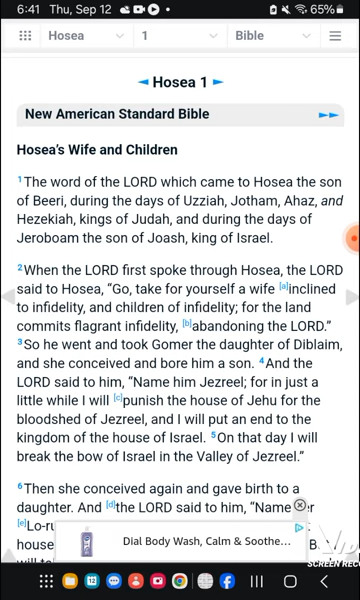 6:41 Thu, Sep 12 65%
Hosea 1 Bible
Hosea 1
New American Standard Bible
Hosea's Wife and Children
1 The word of the LORD which came to Hosea the son
of Beeri, during the days of Uzziah, Jotham, Ahaz, and
Hezekiah, kings of Judah, and during the days of
Jeroboam the son of Joash, king of Israel.
2 When the LORD first spoke through Hosea, the LORD
said to Hosea, “Go, take for yourself a wife [a]inclined
to infidelity, and children of infidelity; for the land
commits flagrant infidelity, [b]abandoning the LORD.”
3 So he went and took Gomer the daughter of Diblaim,
and she conceived and bore him a son. 4 And the
LORD said to him, “Name him Jezreel; for in just a
little while I will [c]punish the house of Jehu for the
bloodshed of Jezreel, and I will put an end to the
kingdom of the house of Israel. 5 On that day I will
break the bow of Israel in the Valley of Jezreel.”
6 Then she conceived again and gave birth to a
daughter. And [d]the LORD said to him, “Name
[e]Lo-ru
Dial Body Wash, Calm & Soothe...
house
SCREEN REC